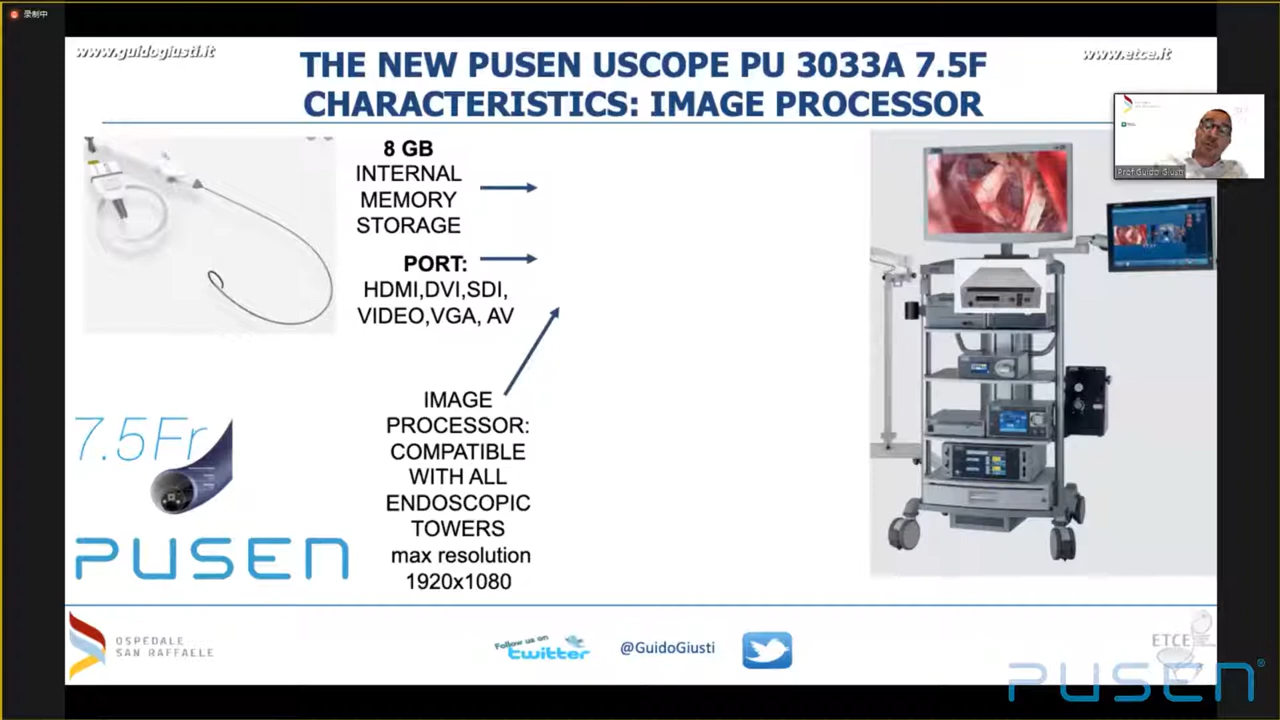 录制中
www.guidogiusti.it
www.etce.it
THE NEW PUSEN USCOPE PU 3033A 7.5F
CHARACTERISTICS: IMAGE PROCESSOR
Prof Guido Giusti
8 GB
INTERNAL
MEMORY
STORAGE
PORT:
HDMI,DVI,SDI,
VIDEO,VGA, AV
IMAGE
PROCESSOR:
COMPATIBLE
WITH ALL
ENDOSCOPIC
TOWERS
max resolution
1920x1080
7.5Fr
PUSEN
OSPEDALE
SAN RAFFAELE
Follow us on
twitter
@GuidoGiusti
ETCE
PUSEN®